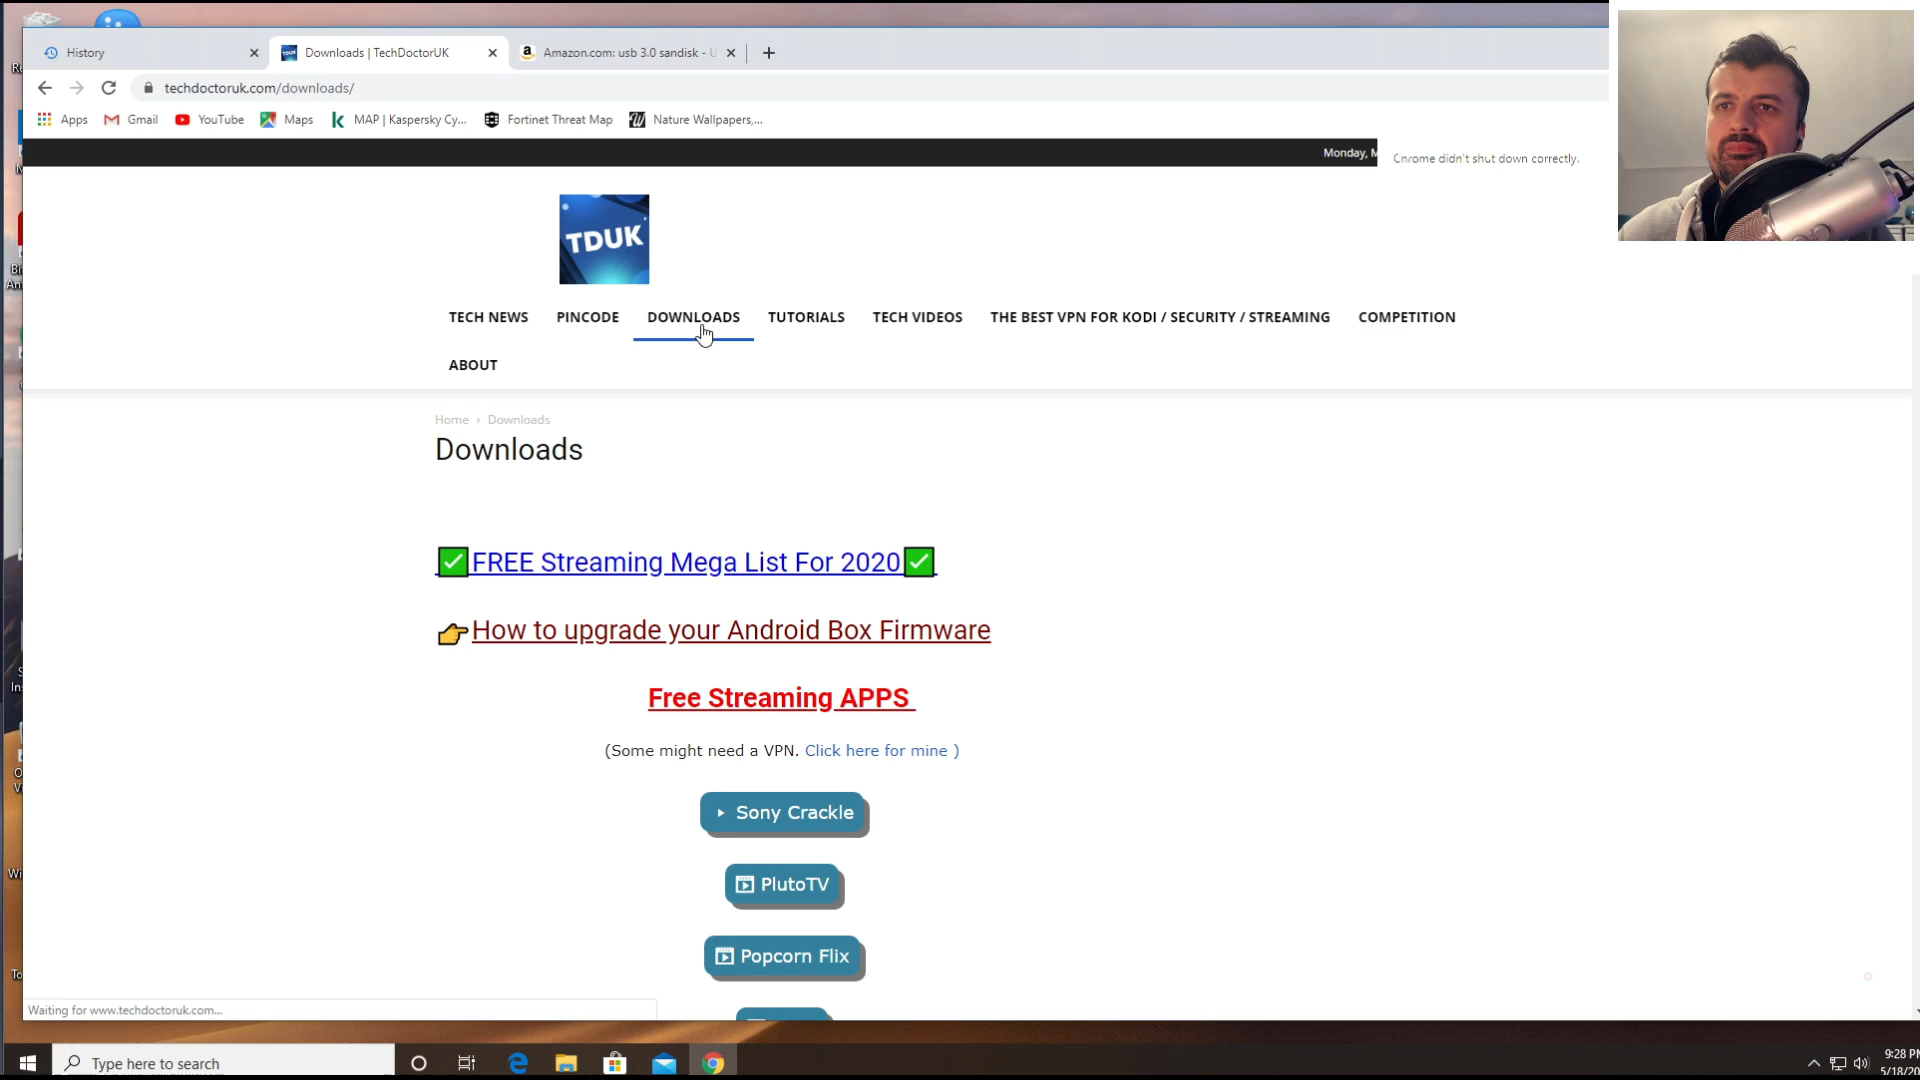 History
Downloads | TechDoctorUK
Amazon.com: usb 3.0 sandisk - U
techdoctoruk.com/downloads/
Apps
Gmail
YouTube
Maps
MAP | Kaspersky Cy...
Fortinet Threat Map
Nature Wallpapers,...
Monday, M
Chrome didn't shut down correctly.
TDUK
TECH NEWS
PINCODE
DOWNLOADS
TUTORIALS
TECH VIDEOS
THE BEST VPN FOR KODI / SECURITY / STREAMING
COMPETITION
ABOUT
Home › Downloads
Downloads
✅FREE Streaming Mega List For 2020✅
👉How to upgrade your Android Box Firmware
Free Streaming APPS
(Some might need a VPN. Click here for mine )
Sony Crackle
PlutoTV
Popcorn Flix
Waiting for www.techdoctoruk.com...
Type here to search
9:28 PM
5/18/20